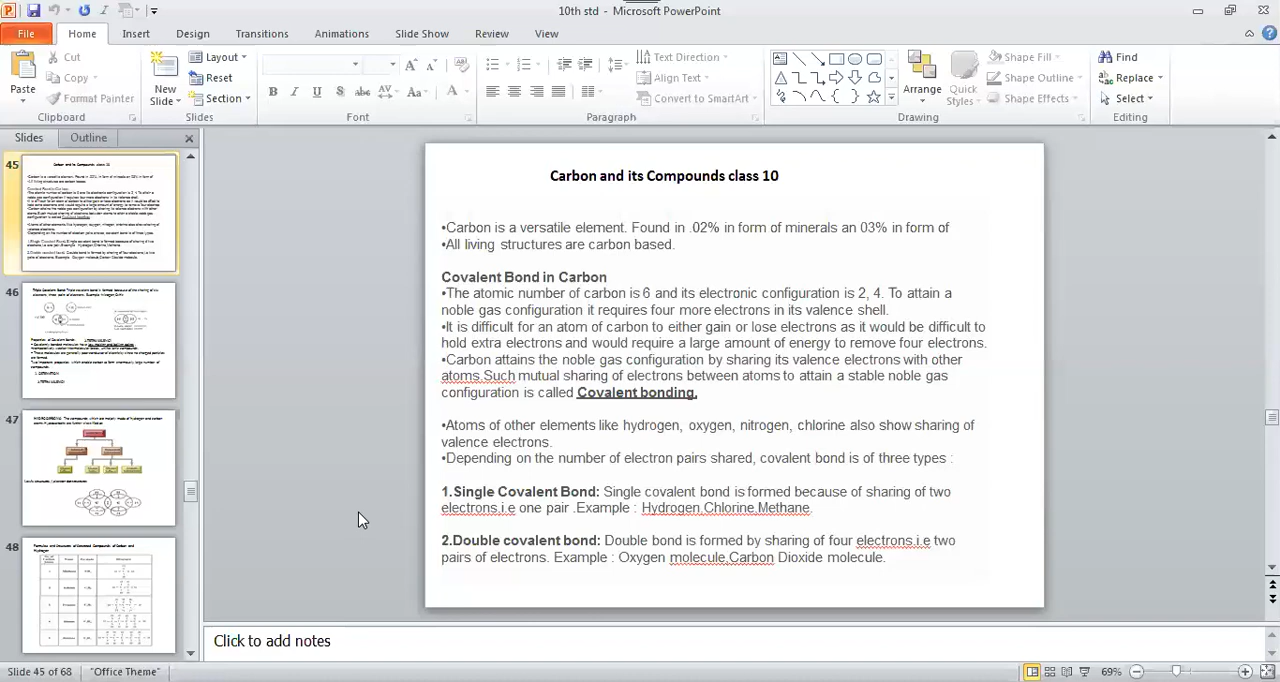 10th std - Microsoft PowerPoint
File Home Insert Design Transitions Animations Slide Show Review View
Paste Cut Copy Format Painter Clipboard
New Slide Layout Reset Section Slides
Font
Text Direction Align Text Convert to SmartArt Paragraph
Arrange Quick Styles Shape Fill Shape Outline Shape Effects Drawing
Find Replace Select Editing
Slides Outline
45
46
47
48
Carbon and its Compounds class 10
•Carbon is a versatile element. Found in .02% in form of minerals an 03% in form of
•All living structures are carbon based.
Covalent Bond in Carbon
•The atomic number of carbon is 6 and its electronic configuration is 2, 4. To attain a
noble gas configuration it requires four more electrons in its valence shell.
•It is difficult for an atom of carbon to either gain or lose electrons as it would be difficult to
hold extra electrons and would require a large amount of energy to remove four electrons.
•Carbon attains the noble gas configuration by sharing its valence electrons with other
atoms.Such mutual sharing of electrons between atoms to attain a stable noble gas
configuration is called Covalent bonding.
•Atoms of other elements like hydrogen, oxygen, nitrogen, chlorine also show sharing of
valence electrons.
•Depending on the number of electron pairs shared, covalent bond is of three types :
1.Single Covalent Bond: Single covalent bond is formed because of sharing of two
electrons.i.e one pair .Example : Hydrogen,Chlorine,Methane.
2.Double covalent bond: Double bond is formed by sharing of four electrons.i.e two
pairs of electrons. Example : Oxygen molecule,Carbon dioxide molecule.
Click to add notes
Slide 45 of 68 "Office Theme" 69%